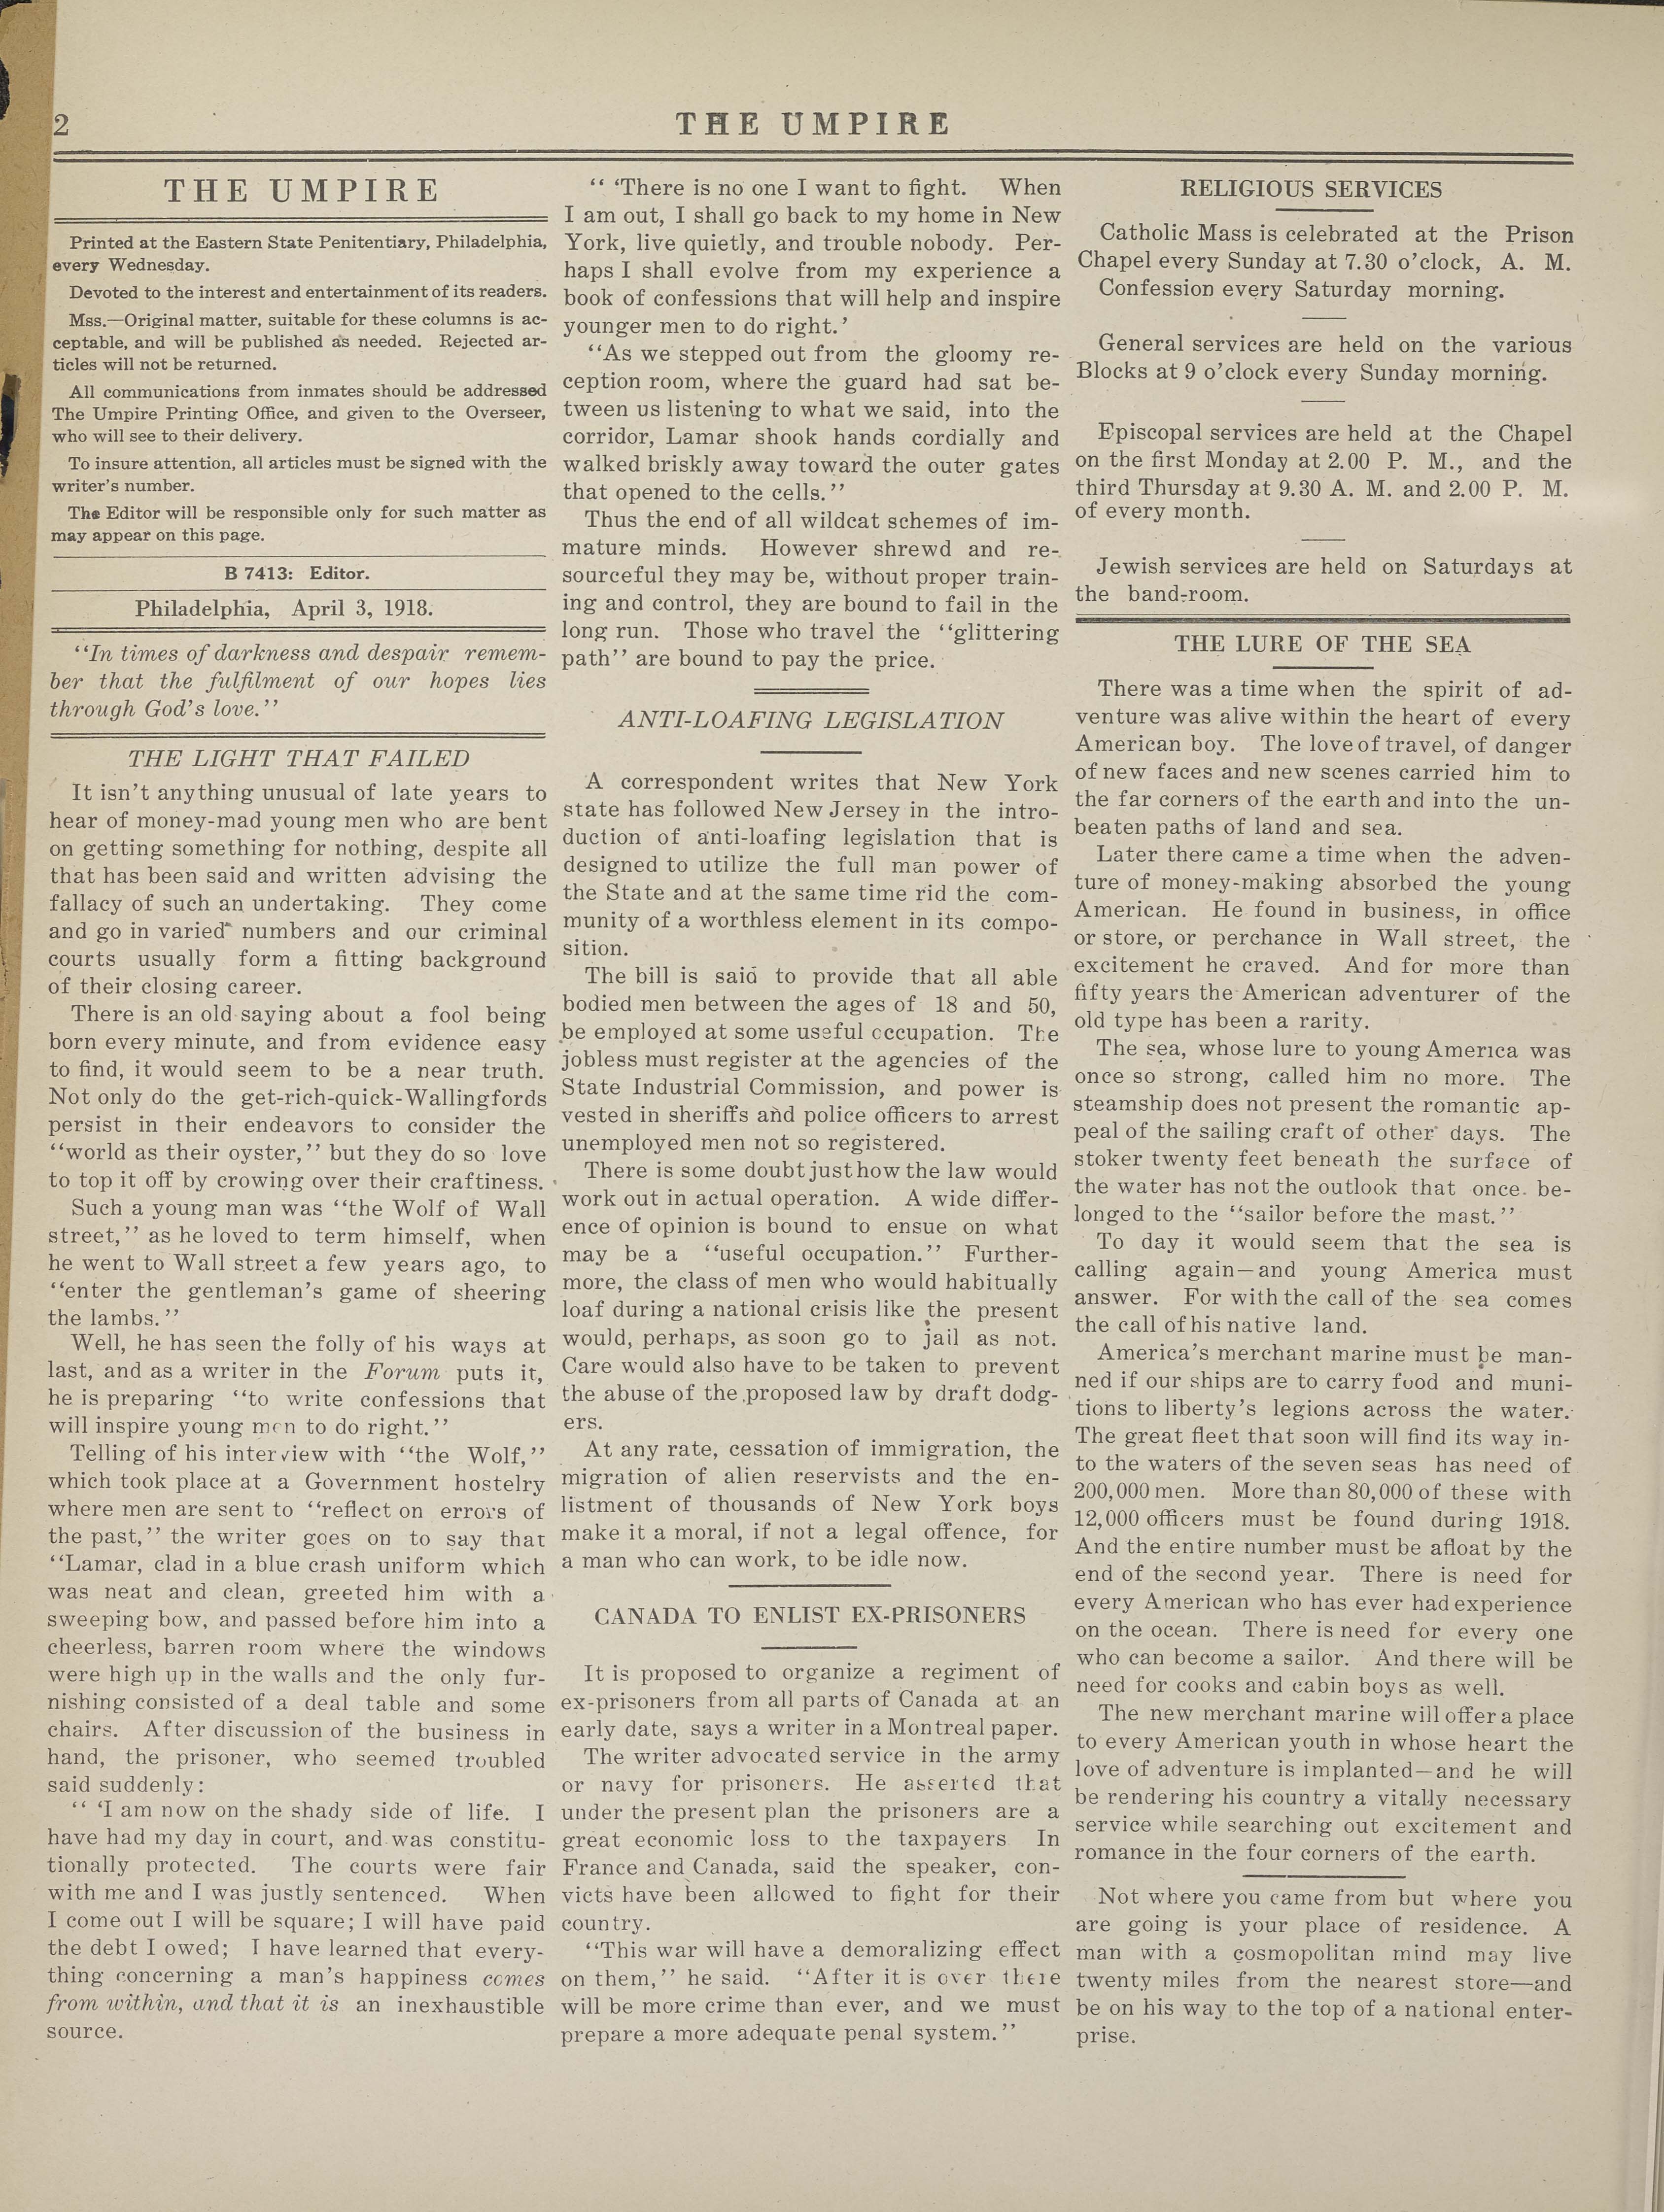 2
THE UMPIRE
THE UMPIRE
Printed at the Eastern State Penitentiary, Philadelphia,
every Wednesday.
Devoted to the interest and entertainment of its readers.
Mss.—Original matter, suitable for these columns is ac-
ceptable, and will be published as needed. Rejected ar-
ticles will not be returned.
All communications from inmates should be addressed
The Umpire Printing Office, and given to the Overseer,
who will see to their delivery.
To insure attention, all articles must be signed with the
writer's number.
The Editor will be responsible only for such matter as
may appear on this page.
B 7413: Editor.
Philadelphia, April 3, 1918.
"In times of darkness and despair remem-
ber that the fulfilment of our hopes lies
through God's love."
THE LIGHT THAT FAILED
It isn't anything unusual of late years to
hear of money-mad young men who are bent
on getting something for nothing, despite all
that has been said and written advising the
fallacy of such an undertaking. They come
and go in varied numbers and our criminal
courts usually form a fitting background
of their closing career.
There is an old saying about a fool being
born every minute, and from evidence easy
to find, it would seem to be a near truth.
Not only do the get-rich-quick-Wallingfords
persist in their endeavors to consider the
"world as their oyster," but they do so love
to top it off by crowing over their craftiness.
Such a young man was "the Wolf of Wall
street," as he loved to term himself, when
he went to Wall street a few years ago, to
"enter the gentleman's game of sheering
the lambs."
Well, he has seen the folly of his ways at
last, and as a writer in the Forum puts it,
he is preparing "to write confessions that
will inspire young men to do right."
Telling of his interview with "the Wolf,"
which took place at a Government hostelry
where men are sent to "reflect on errors of
the past," the writer goes on to say that
"Lamar, clad in a blue crash uniform which
was neat and clean, greeted him with a
sweeping bow, and passed before him into a
cheerless, barren room where the windows
were high up in the walls and the only fur-
nishing consisted of a deal table and some
chairs. After discussion of the business in
hand, the prisoner, who seemed troubled
said suddenly:
" 'I am now on the shady side of life. I
have had my day in court, and was constitu-
tionally protected. The courts were fair
with me and I was justly sentenced. When
I come out I will be square; I will have paid
the debt I owed; I have learned that every-
thing concerning a man's happiness comes
from within, and that it is an inexhaustible
source.
" 'There is no one I want to fight. When
I am out, I shall go back to my home in New
York, live quietly, and trouble nobody. Per-
haps I shall evolve from my experience a
book of confessions that will help and inspire
younger men to do right.'
"As we stepped out from the gloomy re-
ception room, where the guard had sat be-
tween us listening to what we said, into the
corridor, Lamar shook hands cordially and
walked briskly away toward the outer gates
that opened to the cells."
Thus the end of all wildcat schemes of im-
mature minds. However shrewd and re-
sourceful they may be, without proper train-
ing and control, they are bound to fail in the
long run. Those who travel the "glittering
path" are bound to pay the price.
ANTI-LOAFING LEGISLATION
A correspondent writes that New York
state has followed New Jersey in the intro-
duction of anti-loafing legislation that is
designed to utilize the full man power of
the State and at the same time rid the com-
munity of a worthless element in its compo-
sition.
The bill is said to provide that all able
bodied men between the ages of 18 and 50,
be employed at some useful occupation. The
jobless must register at the agencies of the
State Industrial Commission, and power is
vested in sheriffs and police officers to arrest
unemployed men not so registered.
There is some doubt just how the law would
work out in actual operation. A wide differ-
ence of opinion is bound to ensue on what
may be a "useful occupation." Further-
more, the class of men who would habitually
loaf during a national crisis like the present
would, perhaps, as soon go to jail as not.
Care would also have to be taken to prevent
the abuse of the proposed law by draft dodg-
ers.
At any rate, cessation of immigration, the
migration of alien reservists and the en-
listment of thousands of New York boys
make it a moral, if not a legal offence, for
a man who can work, to be idle now.
CANADA TO ENLIST EX-PRISONERS
It is proposed to organize a regiment of
ex-prisoners from all parts of Canada at an
early date, says a writer in a Montreal paper.
The writer advocated service in the army
or navy for prisoners. He asserted that
under the present plan the prisoners are a
great economic loss to the taxpayers In
France and Canada, said the speaker, con-
victs have been allowed to fight for their
country.
"This war will have a demoralizing effect
on them," he said. "After it is over there
will be more crime than ever, and we must
prepare a more adequate penal system."
RELIGIOUS SERVICES
Catholic Mass is celebrated at the Prison
Chapel every Sunday at 7.30 o'clock, A. M.
Confession every Saturday morning.
General services are held on the various
Blocks at 9 o'clock every Sunday morning.
Episcopal services are held at the Chapel
on the first Monday at 2.00 P. M., and the
third Thursday at 9.30 A. M. and 2.00 P. M.
of every month.
Jewish services are held on Saturdays at
the band-room.
THE LURE OF THE SEA
There was a time when the spirit of ad-
venture was alive within the heart of every
American boy. The love of travel, of danger
of new faces and new scenes carried him to
the far corners of the earth and into the un-
beaten paths of land and sea.
Later there came a time when the adven-
ture of money-making absorbed the young
American. He found in business, in office
or store, or perchance in Wall street, the
excitement he craved. And for more than
fifty years the American adventurer of the
old type has been a rarity.
The sea, whose lure to young America was
once so strong, called him no more. The
steamship does not present the romantic ap-
peal of the sailing craft of other days. The
stoker twenty feet beneath the surface of
the water has not the outlook that once be-
longed to the "sailor before the mast."
To day it would seem that the sea is
calling again—and young America must
answer. For with the call of the sea comes
the call of his native land.
America's merchant marine must be man-
ned if our ships are to carry food and muni-
tions to liberty's legions across the water.
The great fleet that soon will find its way in-
to the waters of the seven seas has need of
200,000 men. More than 80,000 of these with
12,000 officers must be found during 1918.
And the entire number must be afloat by the
end of the second year. There is need for
every American who has ever had experience
on the ocean. There is need for every one
who can become a sailor. And there will be
need for cooks and cabin boys as well.
The new merchant marine will offer a place
to every American youth in whose heart the
love of adventure is implanted—and he will
be rendering his country a vitally necessary
service while searching out excitement and
romance in the four corners of the earth.
Not where you came from but where you
are going is your place of residence. A
man with a cosmopolitan mind may live
twenty miles from the nearest store—and
be on his way to the top of a national enter-
prise.